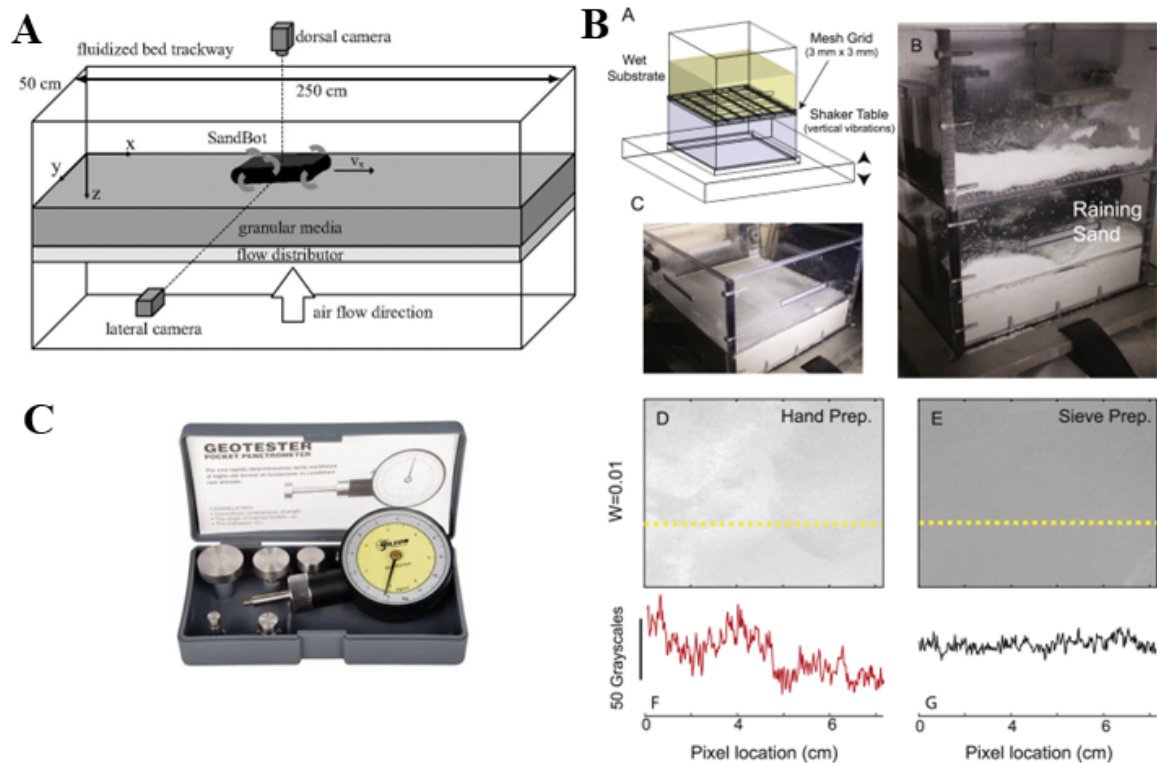 A
fluidized bed trackway
dorsal camera
50 cm
250 cm
SandBot
x
y
z
vx
granular media
flow distributor
air flow direction
lateral camera
B
A
Wet
Substrate
Mesh Grid
(3 mm x 3 mm)
Shaker Table
(vertical vibrations)
B
Raining
Sand
C
C
GEOTESTER
POCKET PENETROMETER
D
Hand Prep.
E
Sieve Prep.
W=0.01
50 Grayscales
F
G
0
4
6
0
4
6
Pixel location (cm)
Pixel location (cm)